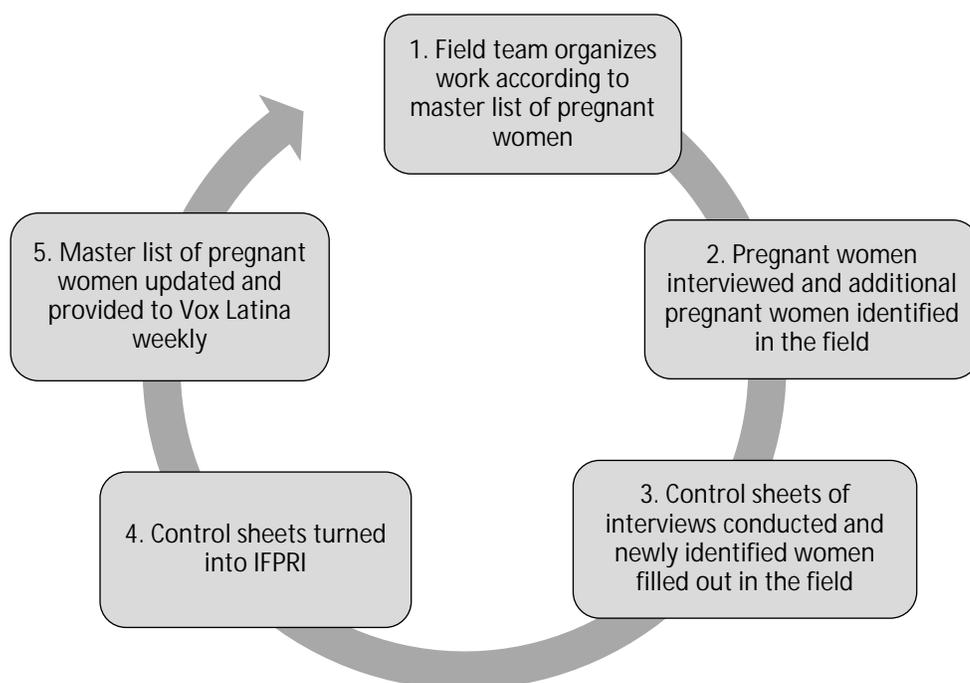 1. Field team organizes
work according to
master list of pregnant
women
2. Pregnant women
interviewed and additional
pregnant women identified
in the field
3. Control sheets of
interviews conducted and
newly identified women
filled out in the field
4. Control sheets turned
into IFPRI
5. Master list of pregnant
women updated and
provided to Vox Latina
weekly